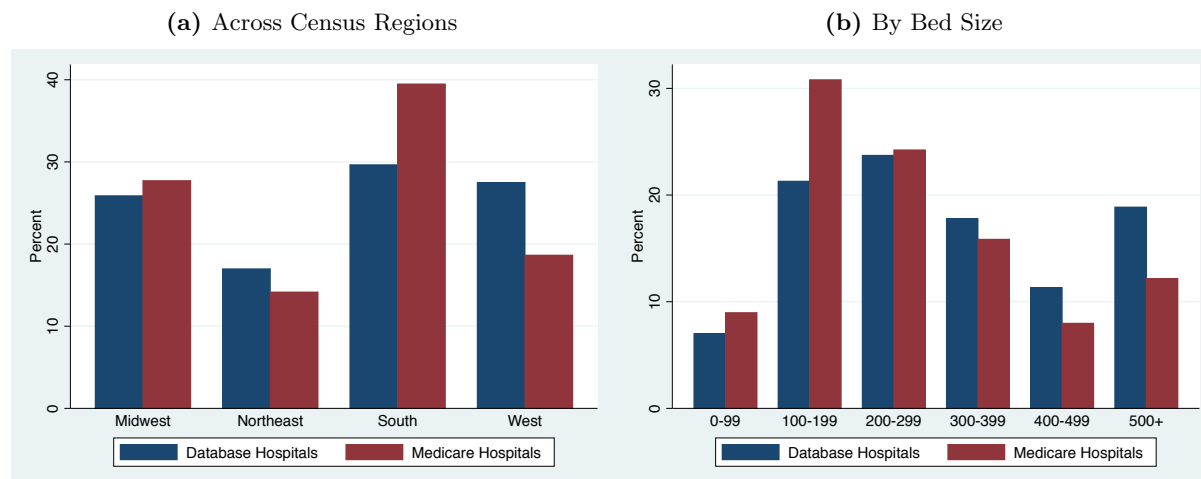 (a) Across Census Regions
(b) By Bed Size
Percent
40
30
20
10
0
Midwest Northeast South West
Database Hospitals Medicare Hospitals
Percent
30
20
10
0
0-99 100-199 200-299 300-399 400-499 500+
Database Hospitals Medicare Hospitals